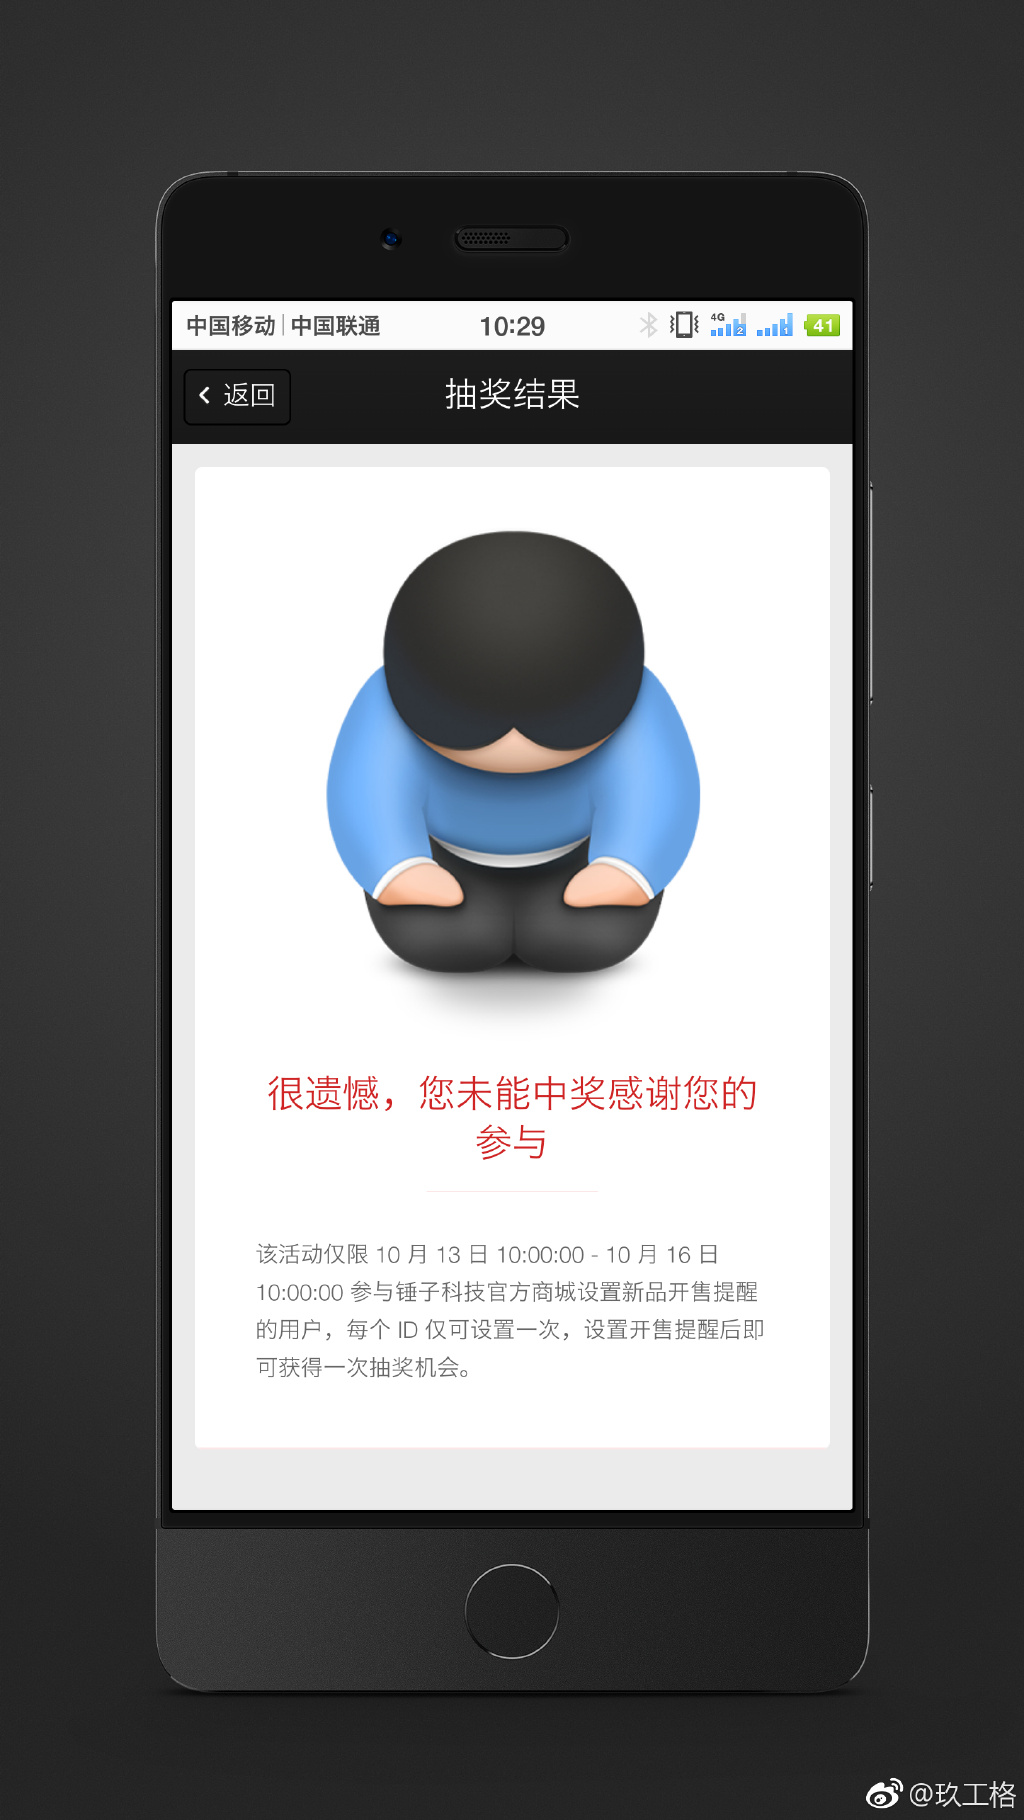 中国移动 | 中国联通 10:29 4G 2 1 41
返回 抽奖结果
很遗憾，您未能中奖感谢您的
参与
该活动仅限 10 月 13 日 10:00:00 - 10 月 16 日
10:00:00 参与锤子科技官方商城设置新品开售提醒
的用户，每个 ID 仅可设置一次，设置开售提醒后即
可获得一次抽奖机会。
@玖工格